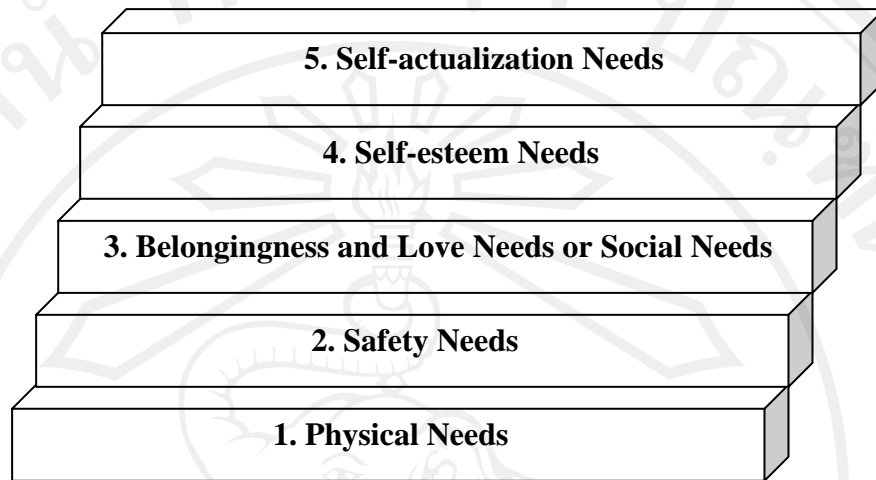 5. Self-actualization Needs
4. Self-esteem Needs
3. Belongingness and Love Needs or Social Needs
2. Safety Needs
1. Physical Needs